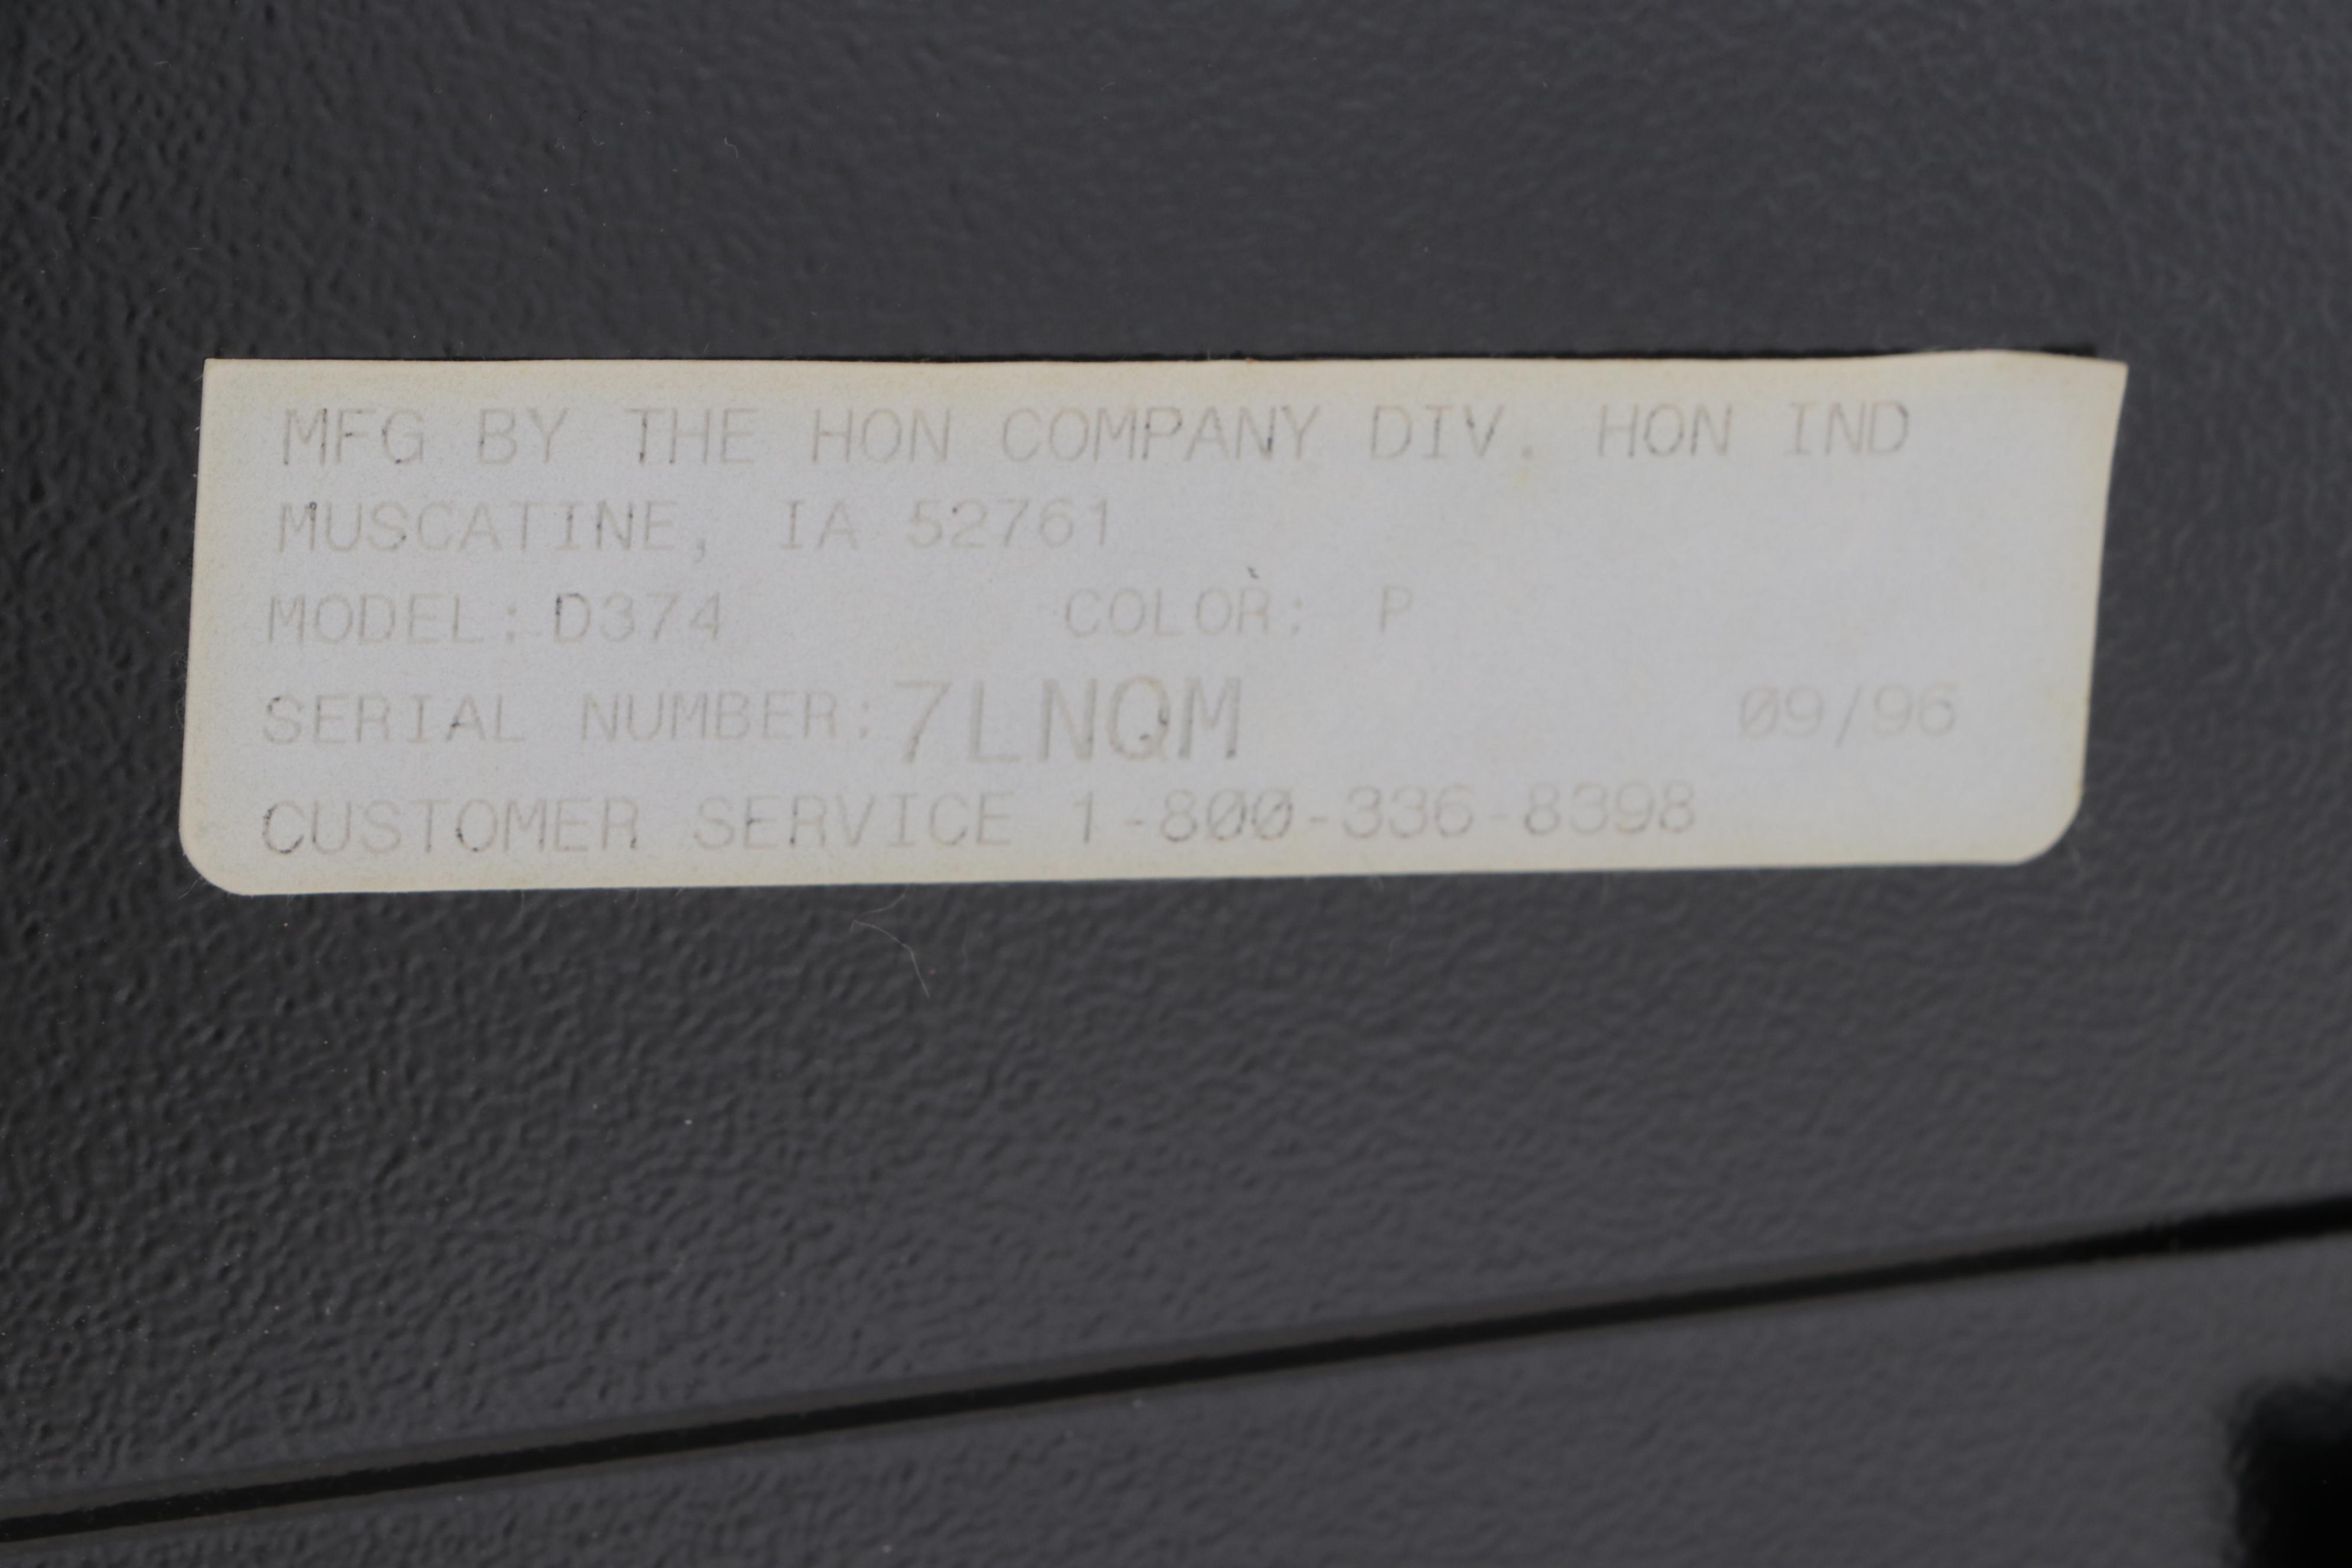 MFG BY THE HON COMPANY DIV. HON IND
MUSCATINE, IA 52761
MODEL: D374 COLOR: P
SERIAL NUMBER: 7LNQM 09/96
CUSTOMER SERVICE 1-800-336-8398